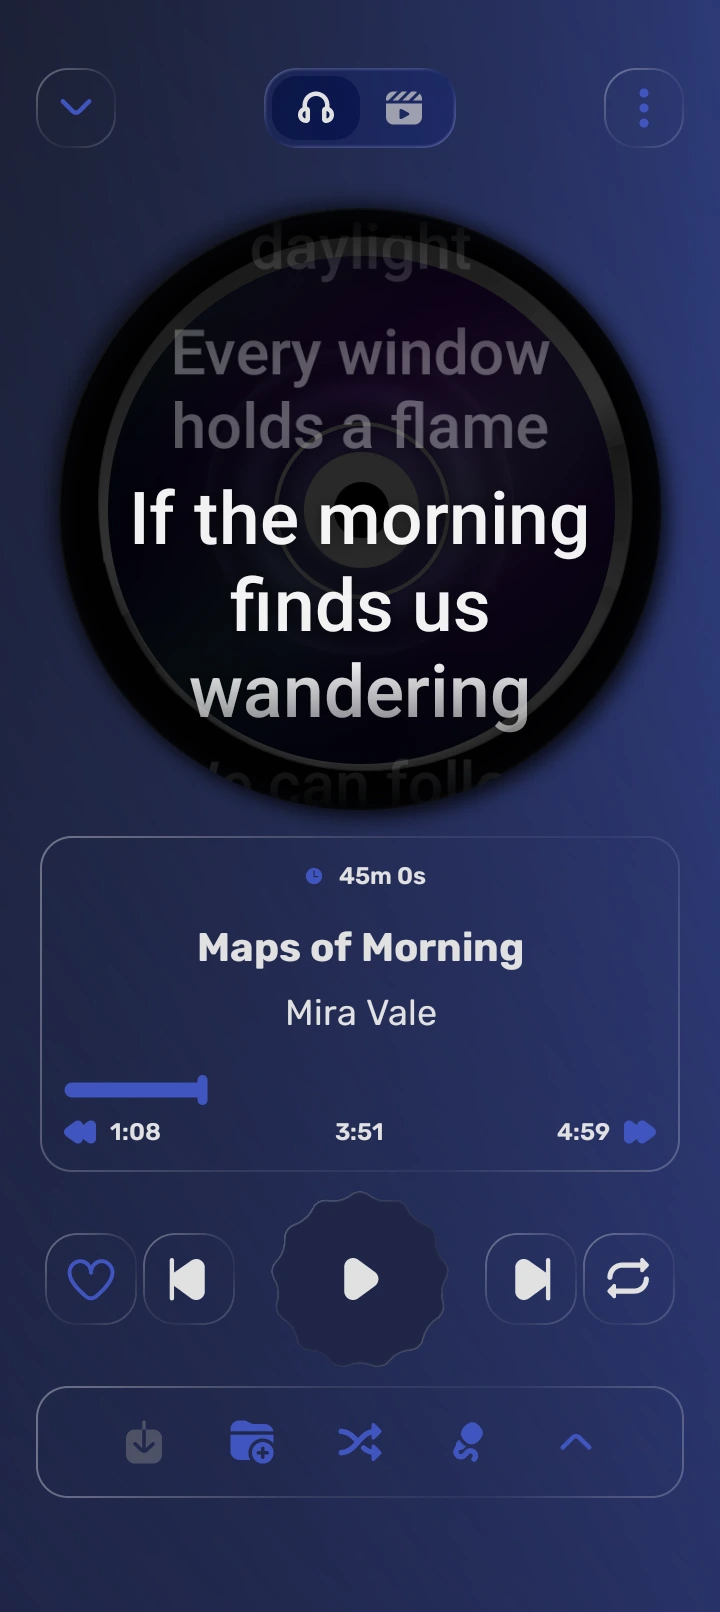 daylight
Every window
holds a flame
If the morning
finds us
wandering
can
45m 0s
Maps of Morning
Mira Vale
1:08 3:51 4:59